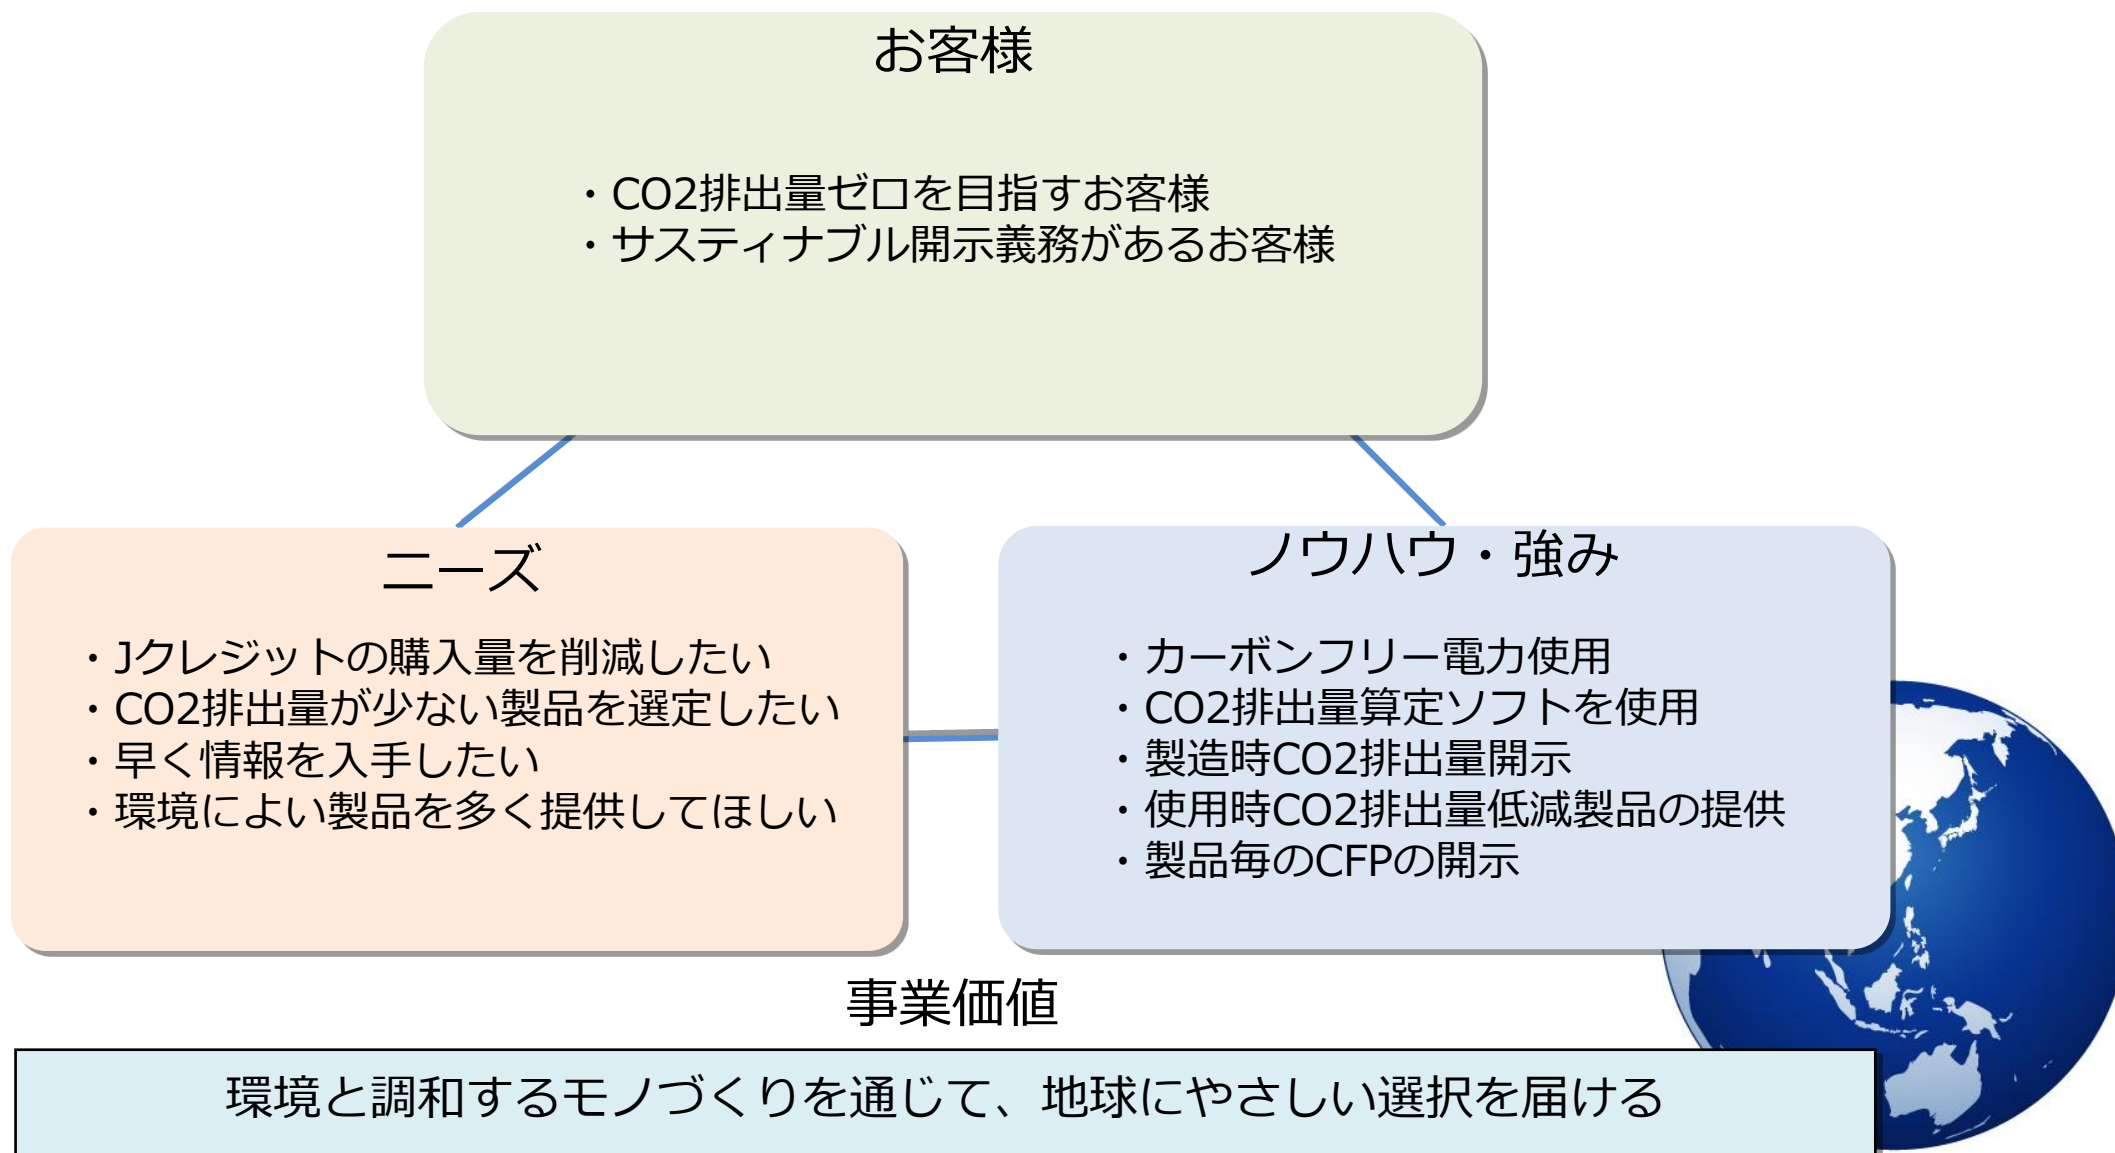 お客様
・CO2排出量ゼロを目指すお客様
・サスティナブル開示義務があるお客様
ニーズ
・Jクレジットの購入量を削減したい
・CO2排出量が少ない製品を選定したい
・早く情報を入手したい
・環境によい製品を多く提供してほしい
ノウハウ・強み
・カーボンフリー電力使用
・CO2排出量算定ソフトを使用
・製造時CO2排出量開示
・使用時CO2排出量低減製品の提供
・製品毎のCFPの開示
事業価値
環境と調和するモノづくりを通じて、地球にやさしい選択を届ける